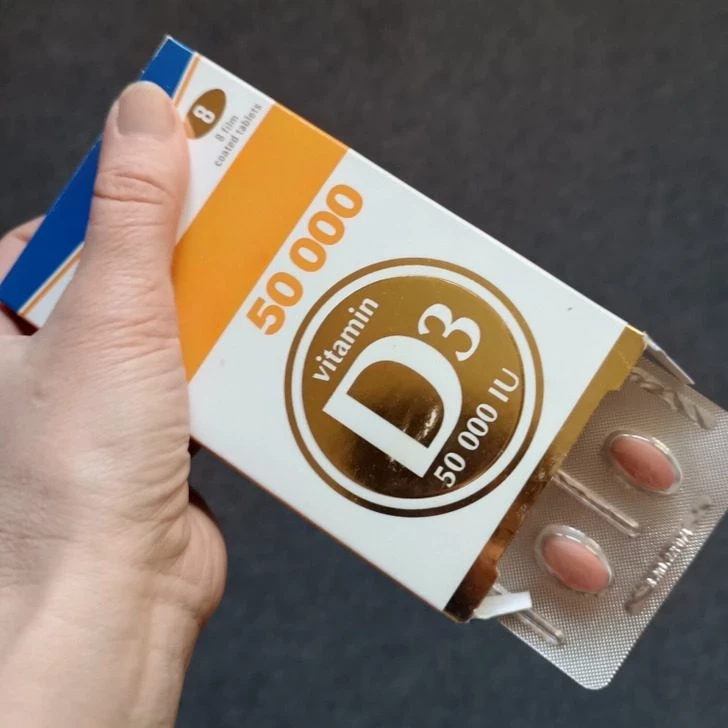 8
8 film
coated tablets
50 000
vitamin
D3
50 000 IU